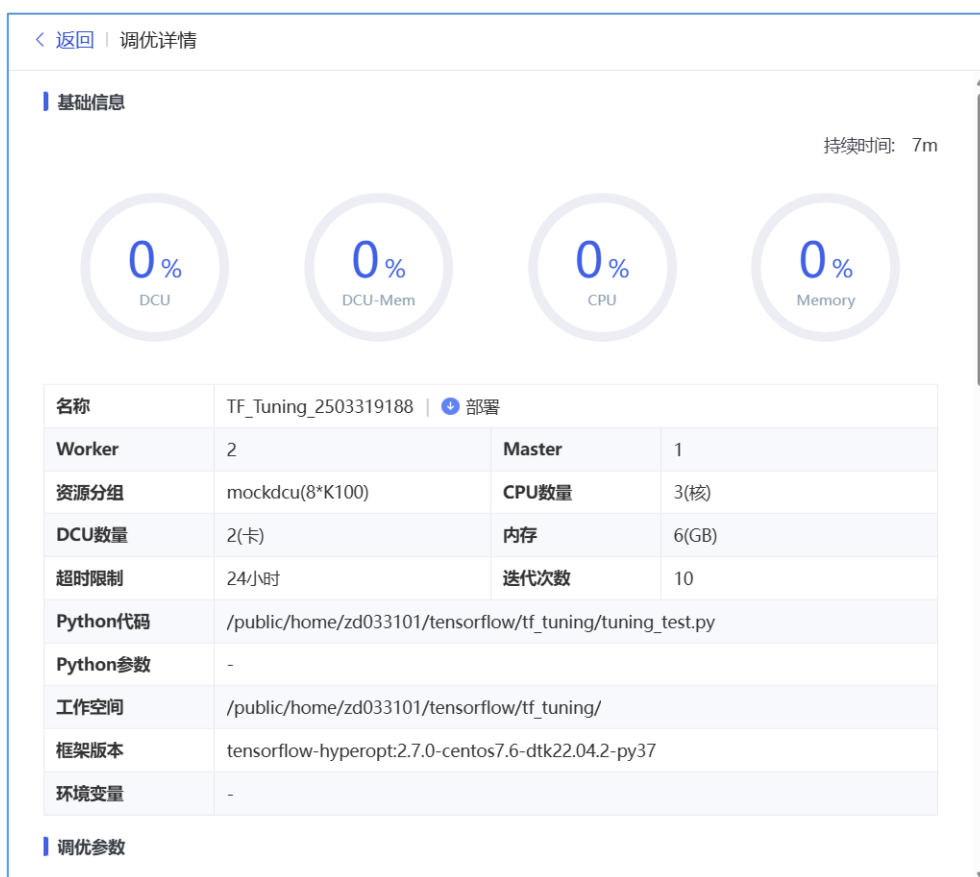 返回 | 调优详情
基础信息
持续时间: 7m
0% 0% 0% 0%
DCU DCU-Mem CPU Memory
名称 TF_Tuning_2503319188 | 部署
Worker 2 Master 1
资源分组 mockdcu(8*K100) CPU数量 3(核)
DCU数量 2(卡) 内存 6(GB)
超时限制 24小时 迭代次数 10
Python代码 /public/home/zd033101/tensorflow/tf_tuning/tuning_test.py
Python参数 -
工作空间 /public/home/zd033101/tensorflow/tf_tuning/
框架版本 tensorflow-hyperopt:2.7.0-centos7.6-dtk22.04.2-py37
环境变量 -
调优参数